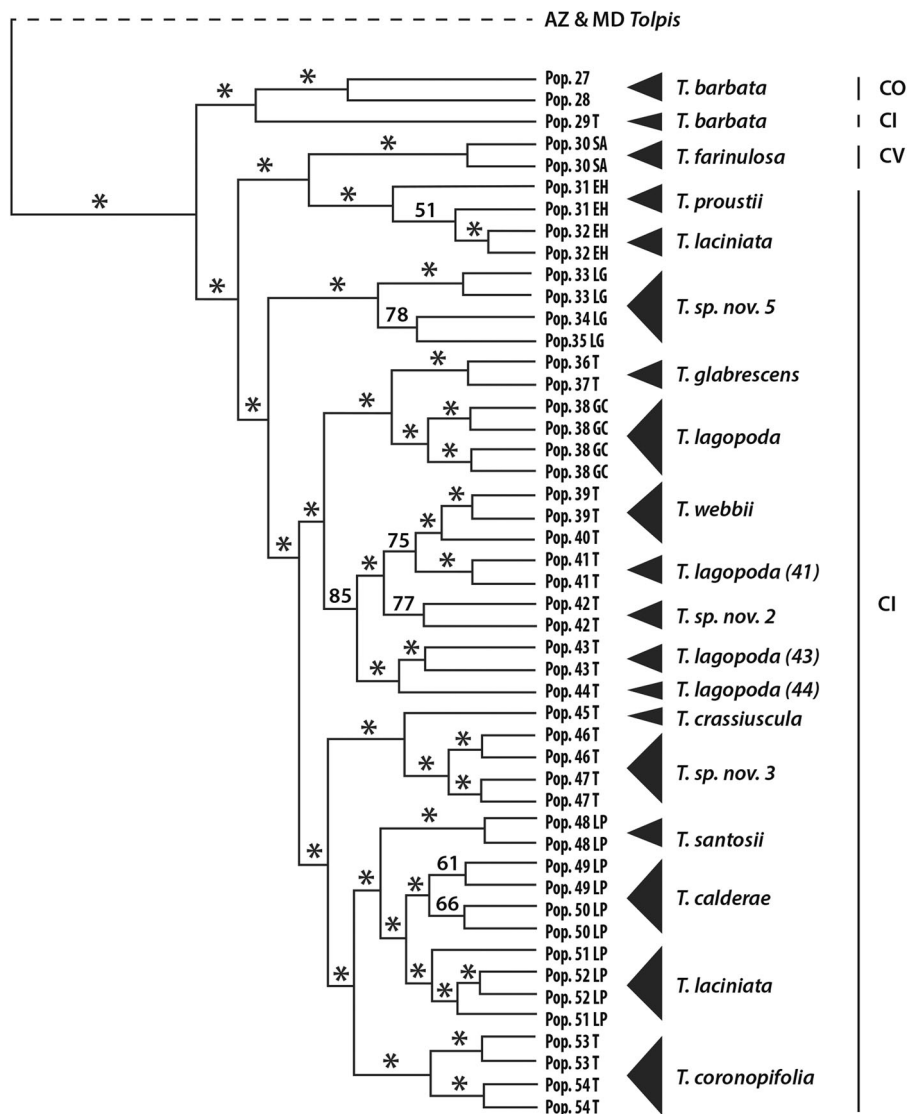 AZ & MD Tolpis
Pop. 27
Pop. 28
T. barbata
CO
Pop. 29 T
T. barbata
CI
Pop. 30 SA
Pop. 30 SA
T. farinulosa
CV
Pop. 31 EH
Pop. 31 EH
T. proustii
51
Pop. 32 EH
Pop. 32 EH
T. laciniata
Pop. 33 LG
Pop. 33 LG
T. sp. nov. 5
78
Pop. 34 LG
Pop. 35 LG
Pop. 36 T
Pop. 37 T
T. glabrescens
Pop. 38 GC
Pop. 38 GC
Pop. 38 GC
Pop. 38 GC
T. lagopoda
Pop. 39 T
Pop. 39 T
Pop. 40 T
T. webbii
75
Pop. 41 T
Pop. 41 T
T. lagopoda (41)
85
77
Pop. 42 T
Pop. 42 T
T. sp. nov. 2
CI
Pop. 43 T
Pop. 43 T
T. lagopoda (43)
Pop. 44 T
T. lagopoda (44)
Pop. 45 T
T. crassiuscula
Pop. 46 T
Pop. 46 T
Pop. 47 T
Pop. 47 T
T. sp. nov. 3
Pop. 48 LP
Pop. 48 LP
T. santosii
61
Pop. 49 LP
Pop. 49 LP
66
Pop. 50 LP
Pop. 50 LP
T. calderae
Pop. 51 LP
Pop. 52 LP
Pop. 52 LP
Pop. 51 LP
T. laciniata
Pop. 53 T
Pop. 53 T
Pop. 54 T
Pop. 54 T
T. coronopifolia